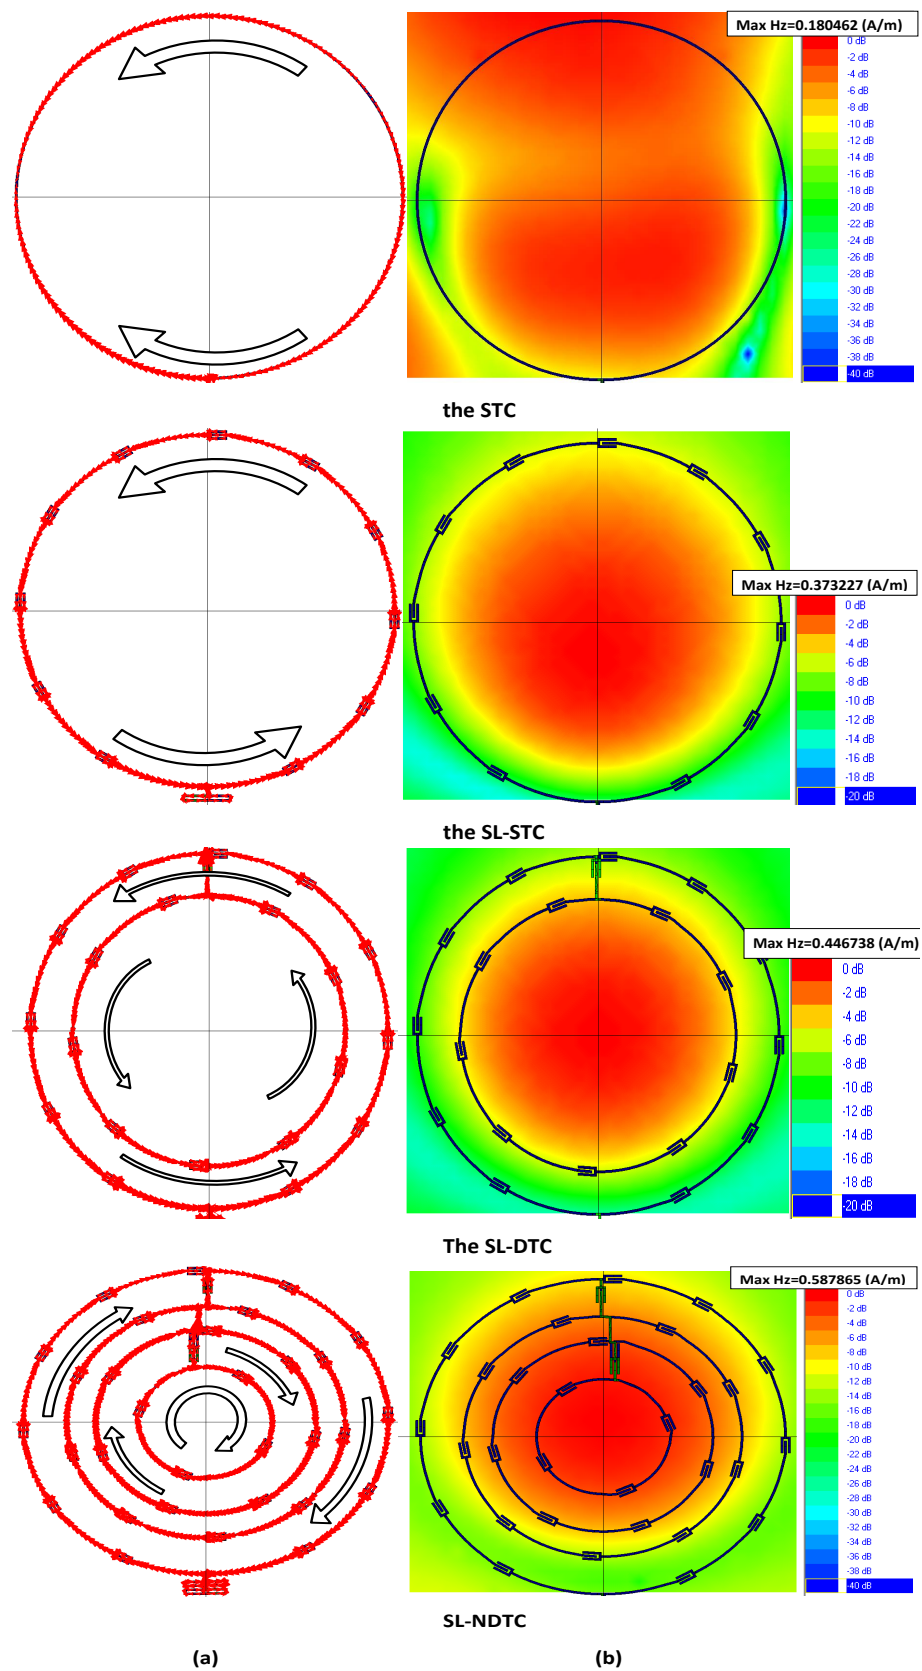 Max Hz=0.180462 (A/m)
0 dB
-2 dB
-4 dB
-6 dB
-8 dB
-10 dB
-12 dB
-14 dB
-16 dB
-18 dB
-20 dB
-22 dB
-24 dB
-26 dB
-28 dB
-30 dB
-32 dB
-34 dB
-36 dB
-38 dB
-40 dB
the STC
Max Hz=0.373227 (A/m)
0 dB
-2 dB
-4 dB
-6 dB
-8 dB
-10 dB
-12 dB
-14 dB
-16 dB
-18 dB
-20 dB
the SL-STC
Max Hz=0.446738 (A/m)
0 dB
-2 dB
-4 dB
-6 dB
-8 dB
-10 dB
-12 dB
-14 dB
-16 dB
-18 dB
-20 dB
The SL-DTC
Max Hz=0.587865 (A/m)
0 dB
-2 dB
-4 dB
-6 dB
-8 dB
-10 dB
-12 dB
-14 dB
-16 dB
-18 dB
-20 dB
-22 dB
-24 dB
-26 dB
-28 dB
-30 dB
-32 dB
-34 dB
-36 dB
-38 dB
-40 dB
SL-NDTC
(a) (b)